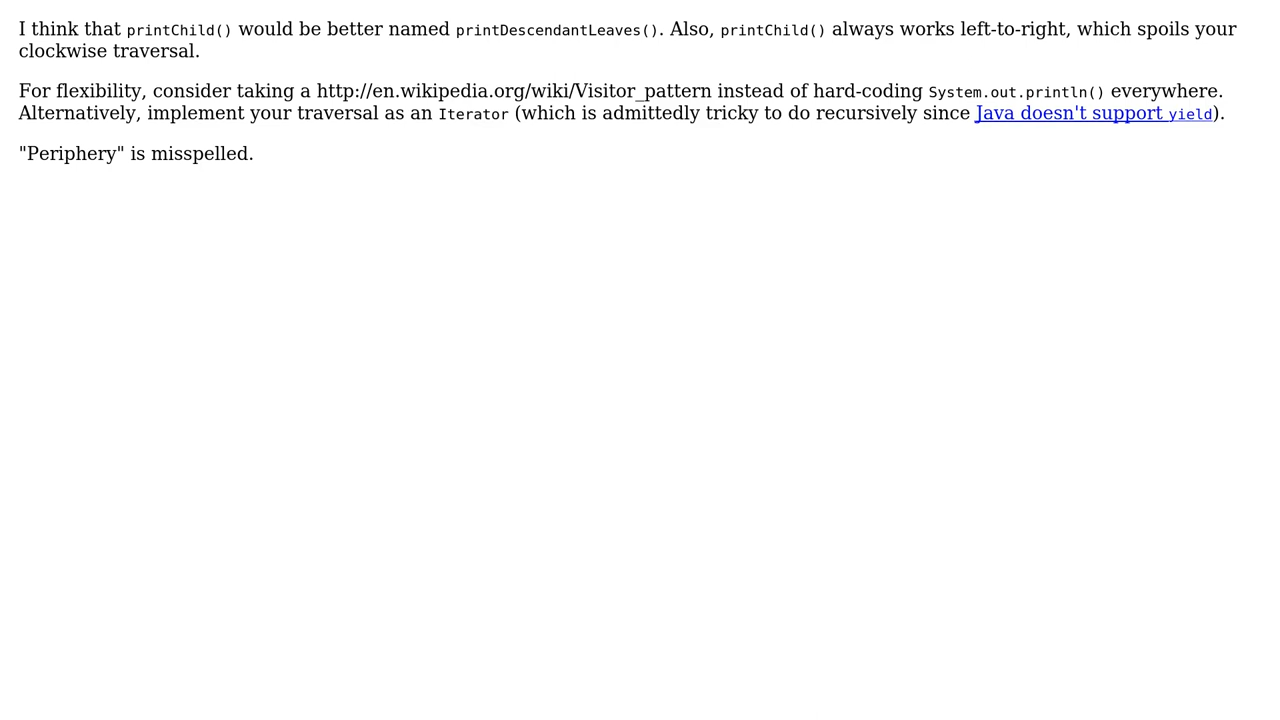 I think that printChild() would be better named printDescendantLeaves(). Also, printChild() always works left-to-right, which spoils your
clockwise traversal.
For flexibility, consider taking a http://en.wikipedia.org/wiki/Visitor_pattern instead of hard-coding System.out.println() everywhere.
Alternatively, implement your traversal as an Iterator (which is admittedly tricky to do recursively since Java doesn't support yield).
"Periphery" is misspelled.